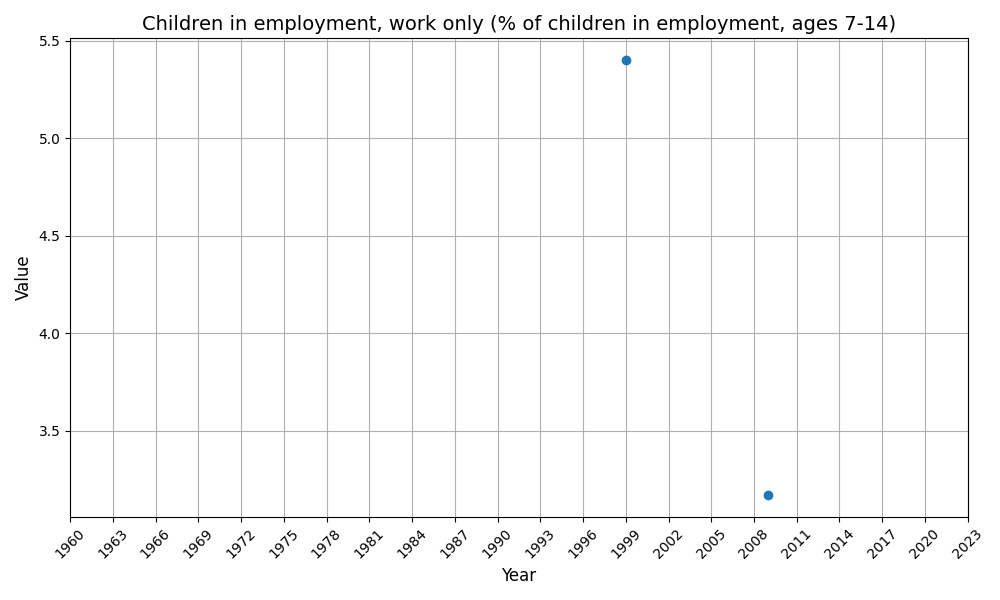 Children in employment, work only (% of children in employment, ages 7-14)
5.5
5.0
4.5
4.0
3.5
Value
1960 1963 1966 1969 1972 1975 1978 1981 1984 1987 1990 1993 1996 1999 2002 2005 2008 2011 2014 2017 2020 2023
Year